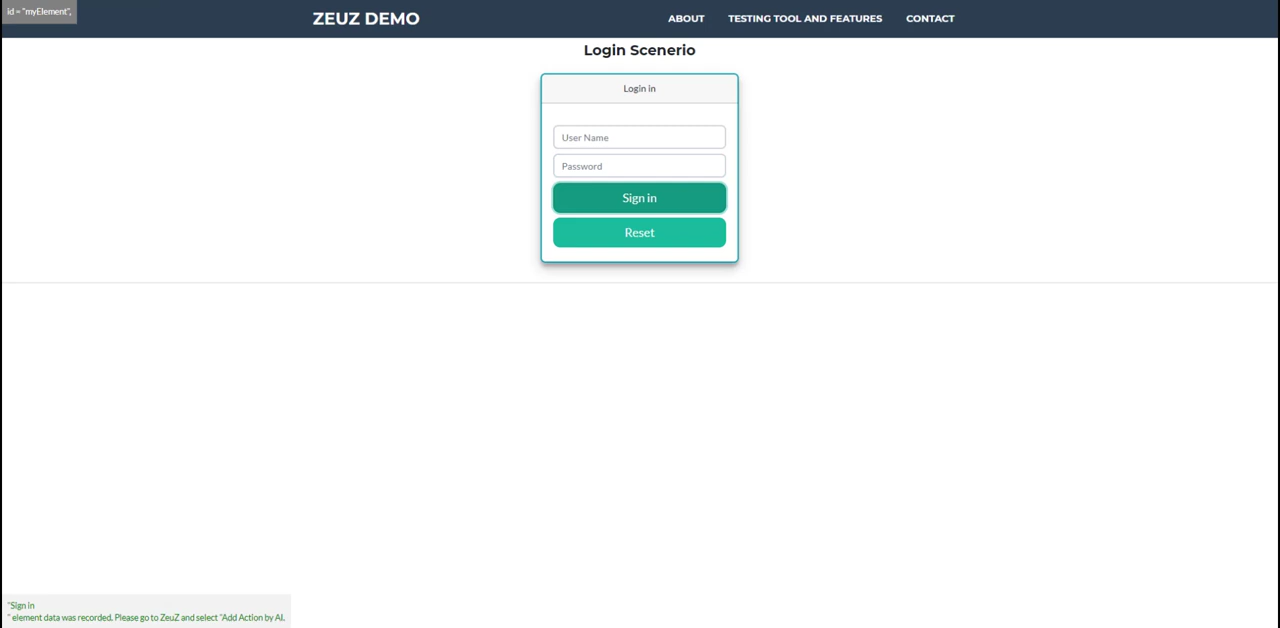 id = "myElement",
ZEUZ DEMO
ABOUT
TESTING TOOL AND FEATURES
CONTACT
Login Scenerio
Login in
User Name
Password
Sign in
Reset
"Sign in
" element data was recorded. Please go to ZeuZ and select "Add Action by AI.